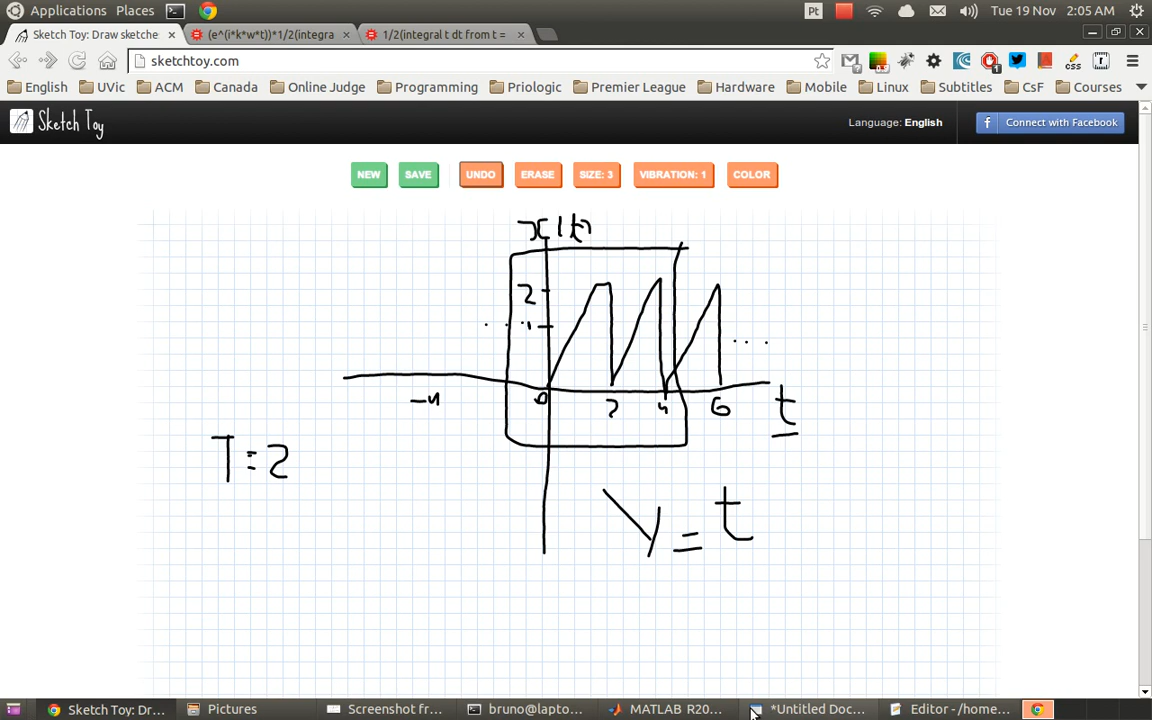 Applications Places Pt Tue 19 Nov 2:05 AM
Sketch Toy: Draw sketche (e^(i*k*w*t))*1/2(integra 1/2(integral t dt from t =
sketchtoy.com
English UVic ACM Canada Online Judge Programming Priologic Premier League Hardware Mobile Linux Subtitles CsF Courses
Sketch Toy Language: English f Connect with Facebook
NEW SAVE UNDO ERASE SIZE: 3 VIBRATION: 1 COLOR
x(t)
2
1
-4 0 2 4 6 t
T = 2
y = t
Sketch Toy: Dr... Pictures Screenshot fr... bruno@lapto... MATLAB R20... *Untitled Doc... Editor - /home...